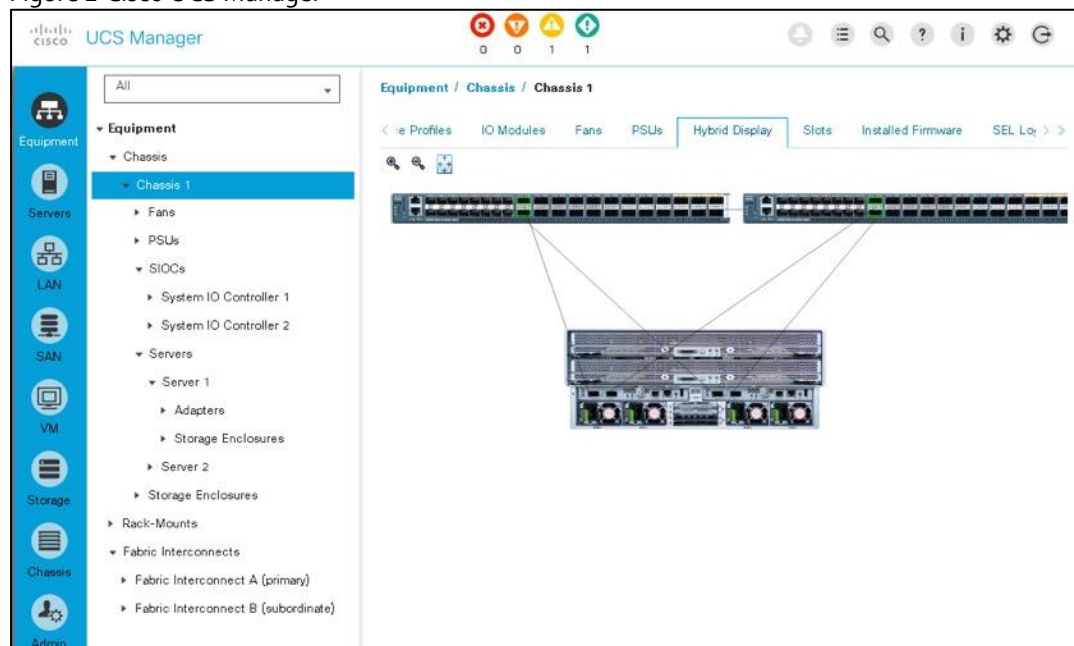 Figure 2 Cisco UCS Manager
CISCO UCS Manager
0 0 1 1
Equipment
Servers
LAN
SAN
VM
Storage
Chassis
Admin
All
Equipment
Chassis
Chassis 1
Fans
PSUs
SIOCs
System IO Controller 1
System IO Controller 2
Servers
Server 1
Adapters
Storage Enclosures
Server 2
Storage Enclosures
Rack-Mounts
Fabric Interconnects
Fabric Interconnect A (primary)
Fabric Interconnect B (subordinate)
Equipment / Chassis / Chassis 1
e Profiles IO Modules Fans PSUs Hybrid Display Slots Installed Firmware SEL Log